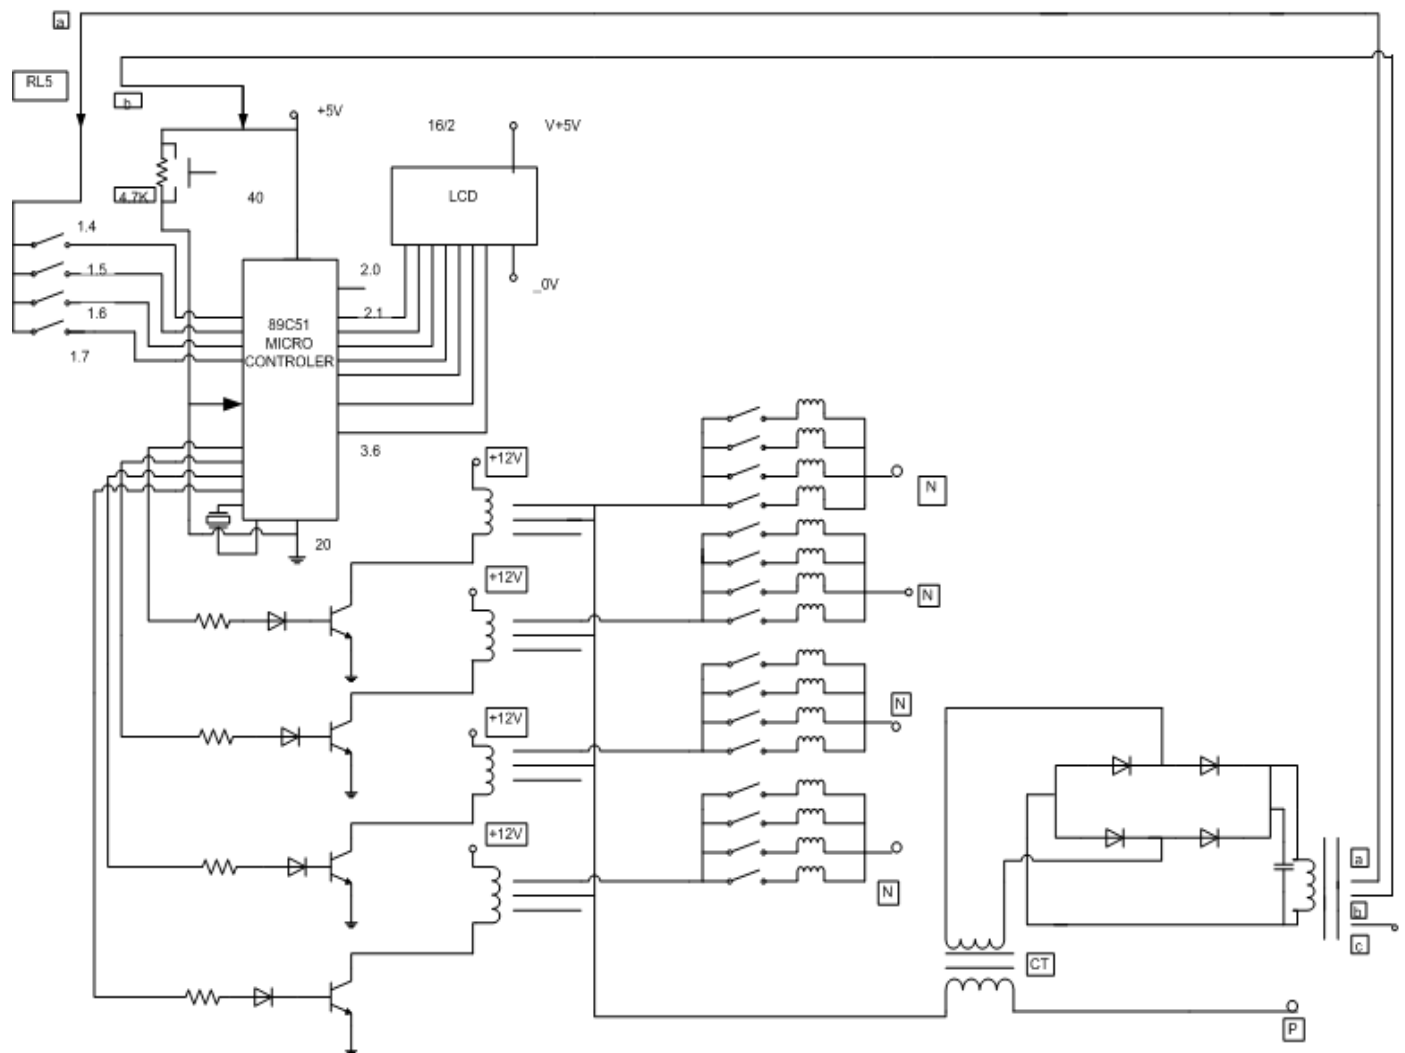 a
RL5
b
+5V
16/2
V+5V
4.7K
40
LCD
1.4
1.5
1.6
1.7
2.0
2.1
_0V
89C51
MICRO
CONTROLER
3.6
20
+12V
N
+12V
N
+12V
N
+12V
N
a
b
c
CT
P